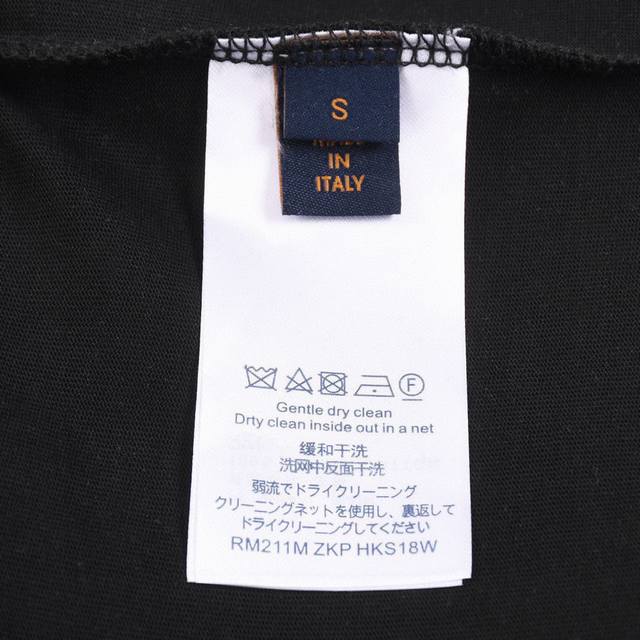 S
MADE
IN
ITALY
F
Gentle dry clean
Drty clean inside out in a net
缓和干洗
洗网中反面干洗
弱流でドライクリーニング
クリーニングネットを使用し、裏返して
ドライクリーニングしてください
RM211M ZKP HKS18W